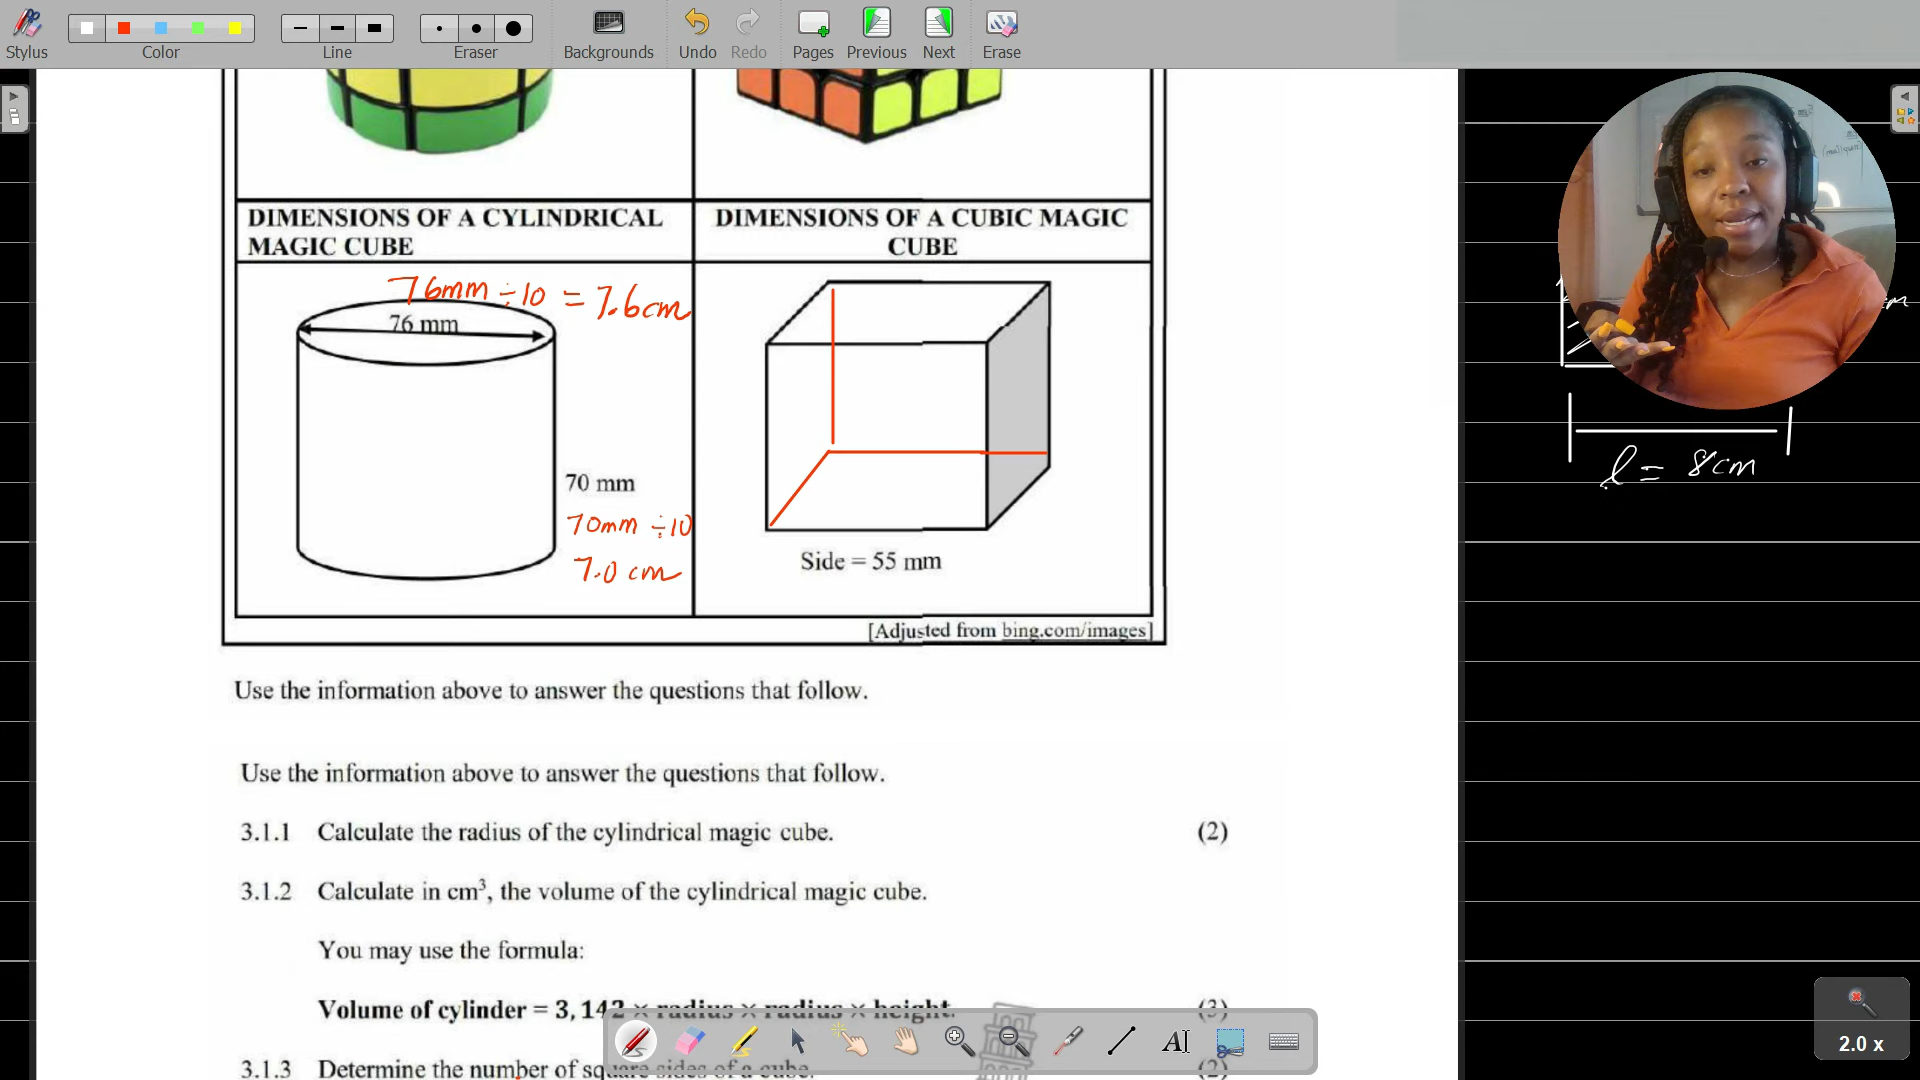 Stylus
Color
Line
Eraser
Backgrounds
Undo
Redo
Pages
Previous
Next
Erase
DIMENSIONS OF A CYLINDRICAL
MAGIC CUBE
DIMENSIONS OF A CUBIC MAGIC
CUBE
76mm ÷ 10 = 7.6cm
76 mm
70 mm
70mm ÷10
7.0 cm
Side = 55 mm
[Adjusted from bing.com/images]
cm
l = 8cm
Use the information above to answer the questions that follow.
Use the information above to answer the questions that follow.
3.1.1 Calculate the radius of the cylindrical magic cube. (2)
3.1.2 Calculate in cm³, the volume of the cylindrical magic cube.
You may use the formula:
Volume of cylinder = 3,142 × radius × radius × height. (3)
3.1.3 Determine the number of square sides of a cube. (2)
2.0 x